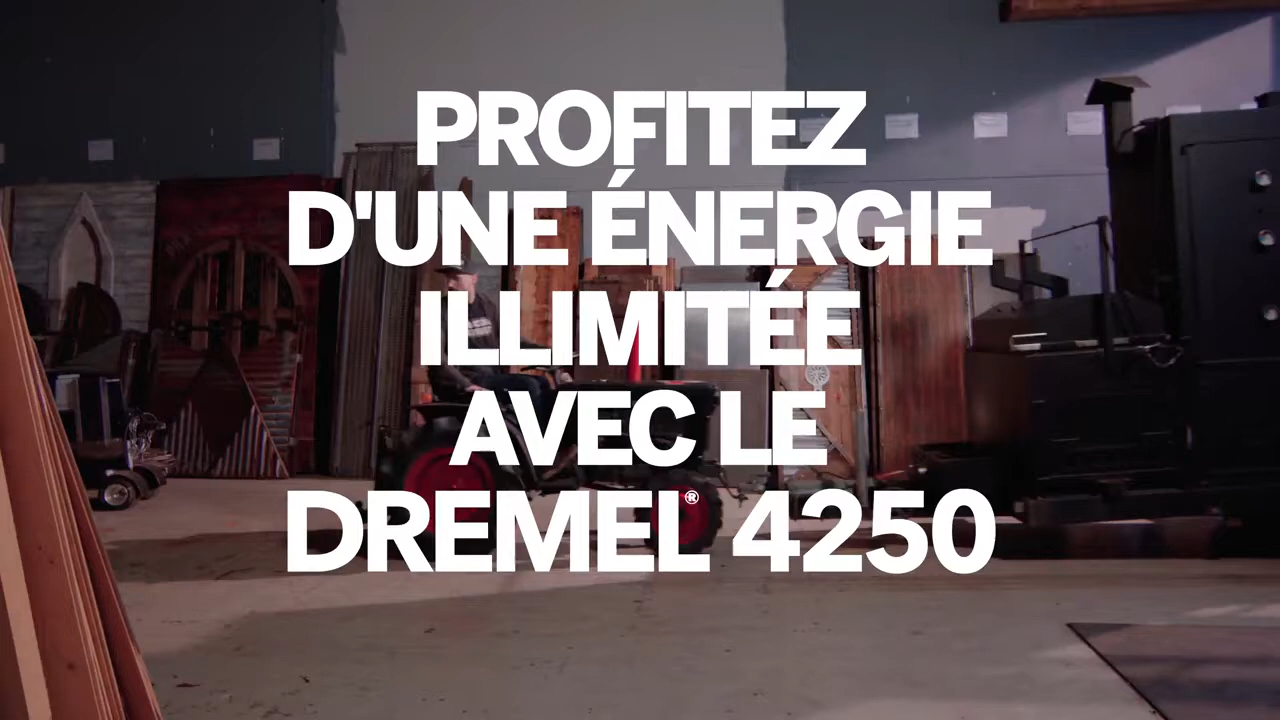 PROFITEZ
D'UNE ÉNERGIE
ILLIMITÉE
AVEC LE
DREMEL® 4250